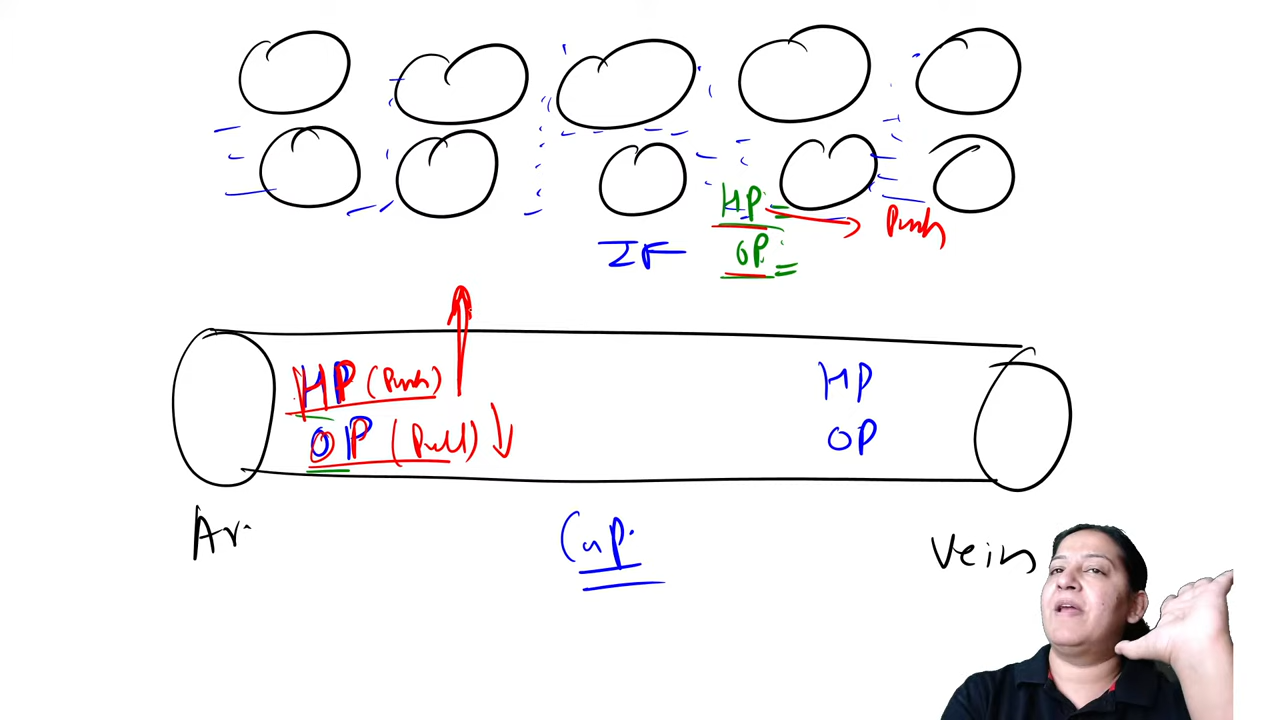 HP = → Push
IF OP =
HP (Push)
OP (Pull) ↓
HP
OP
Ar.
Cap.
Vein